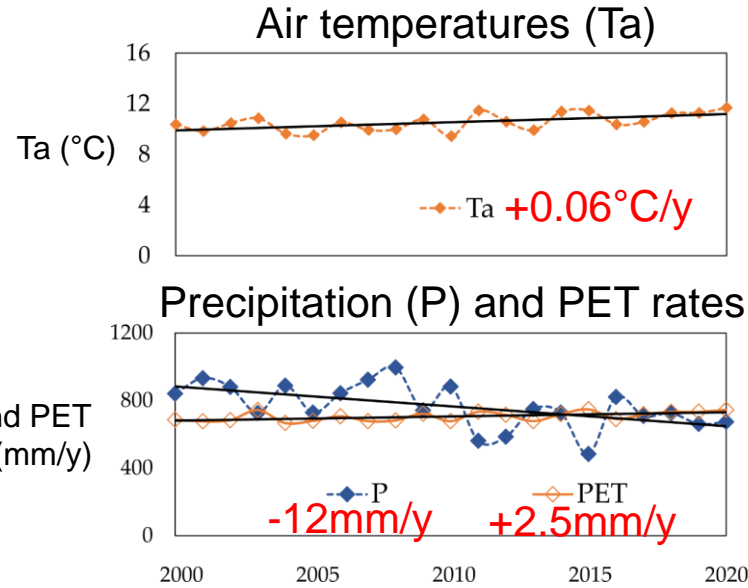 Air temperatures (Ta)
16
12
Ta (°C)
8
4
Ta +0.06°C/y
0
Precipitation (P) and PET rates
1200
800
nd PET
(mm/y)
400
P PET
-12mm/y +2.5mm/y
0
2000 2005 2010 2015 2020